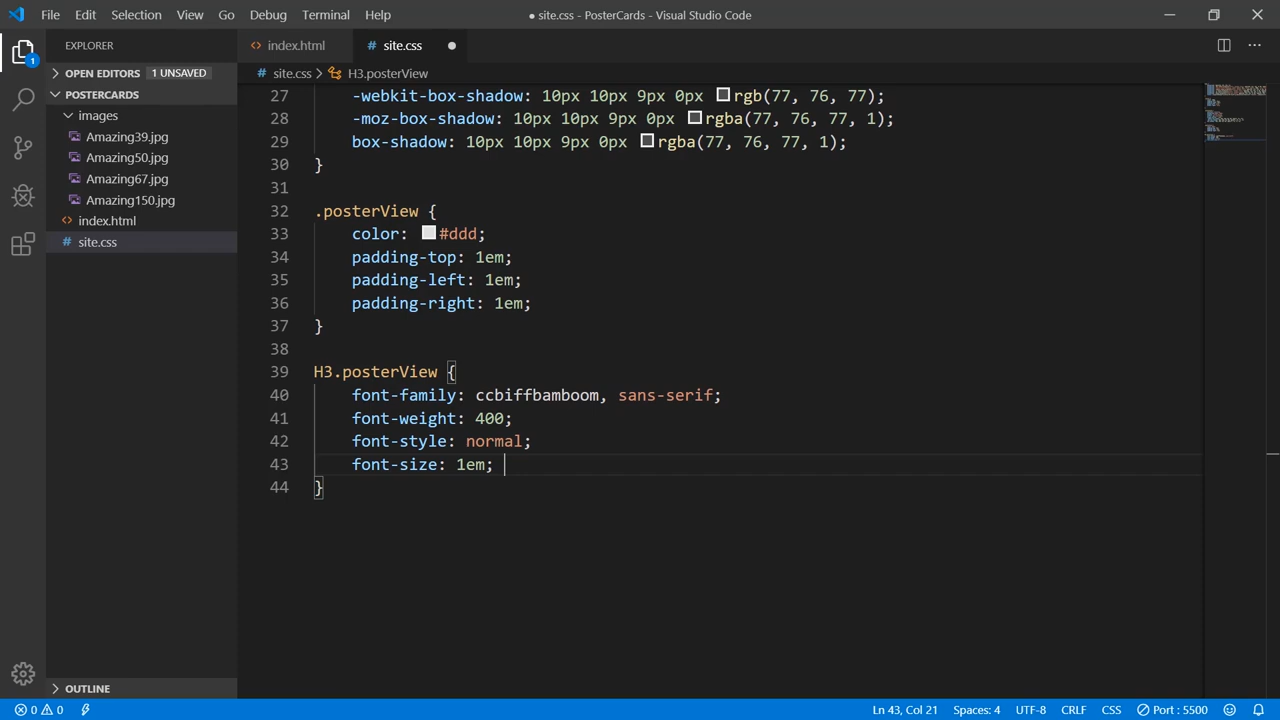 File Edit Selection View Go Debug Terminal Help
● site.css - PosterCards - Visual Studio Code
EXPLORER
index.html
site.css
OPEN EDITORS 1 UNSAVED
site.css > H3.posterView
1
POSTERCARDS
images
Amazing39.jpg
Amazing50.jpg
Amazing67.jpg
Amazing150.jpg
index.html
site.css
27 -webkit-box-shadow: 10px 10px 9px 0px rgb(77, 76, 77);
28 -moz-box-shadow: 10px 10px 9px 0px rgba(77, 76, 77, 1);
29 box-shadow: 10px 10px 9px 0px rgba(77, 76, 77, 1);
30 }
31
32 .posterView {
33 color: #ddd;
34 padding-top: 1em;
35 padding-left: 1em;
36 padding-right: 1em;
37 }
38
39 H3.posterView {
40 font-family: ccbiffbamboom, sans-serif;
41 font-weight: 400;
42 font-style: normal;
43 font-size: 1em;
44 }
OUTLINE
0 0 Ln 43, Col 21 Spaces: 4 UTF-8 CRLF CSS Port : 5500